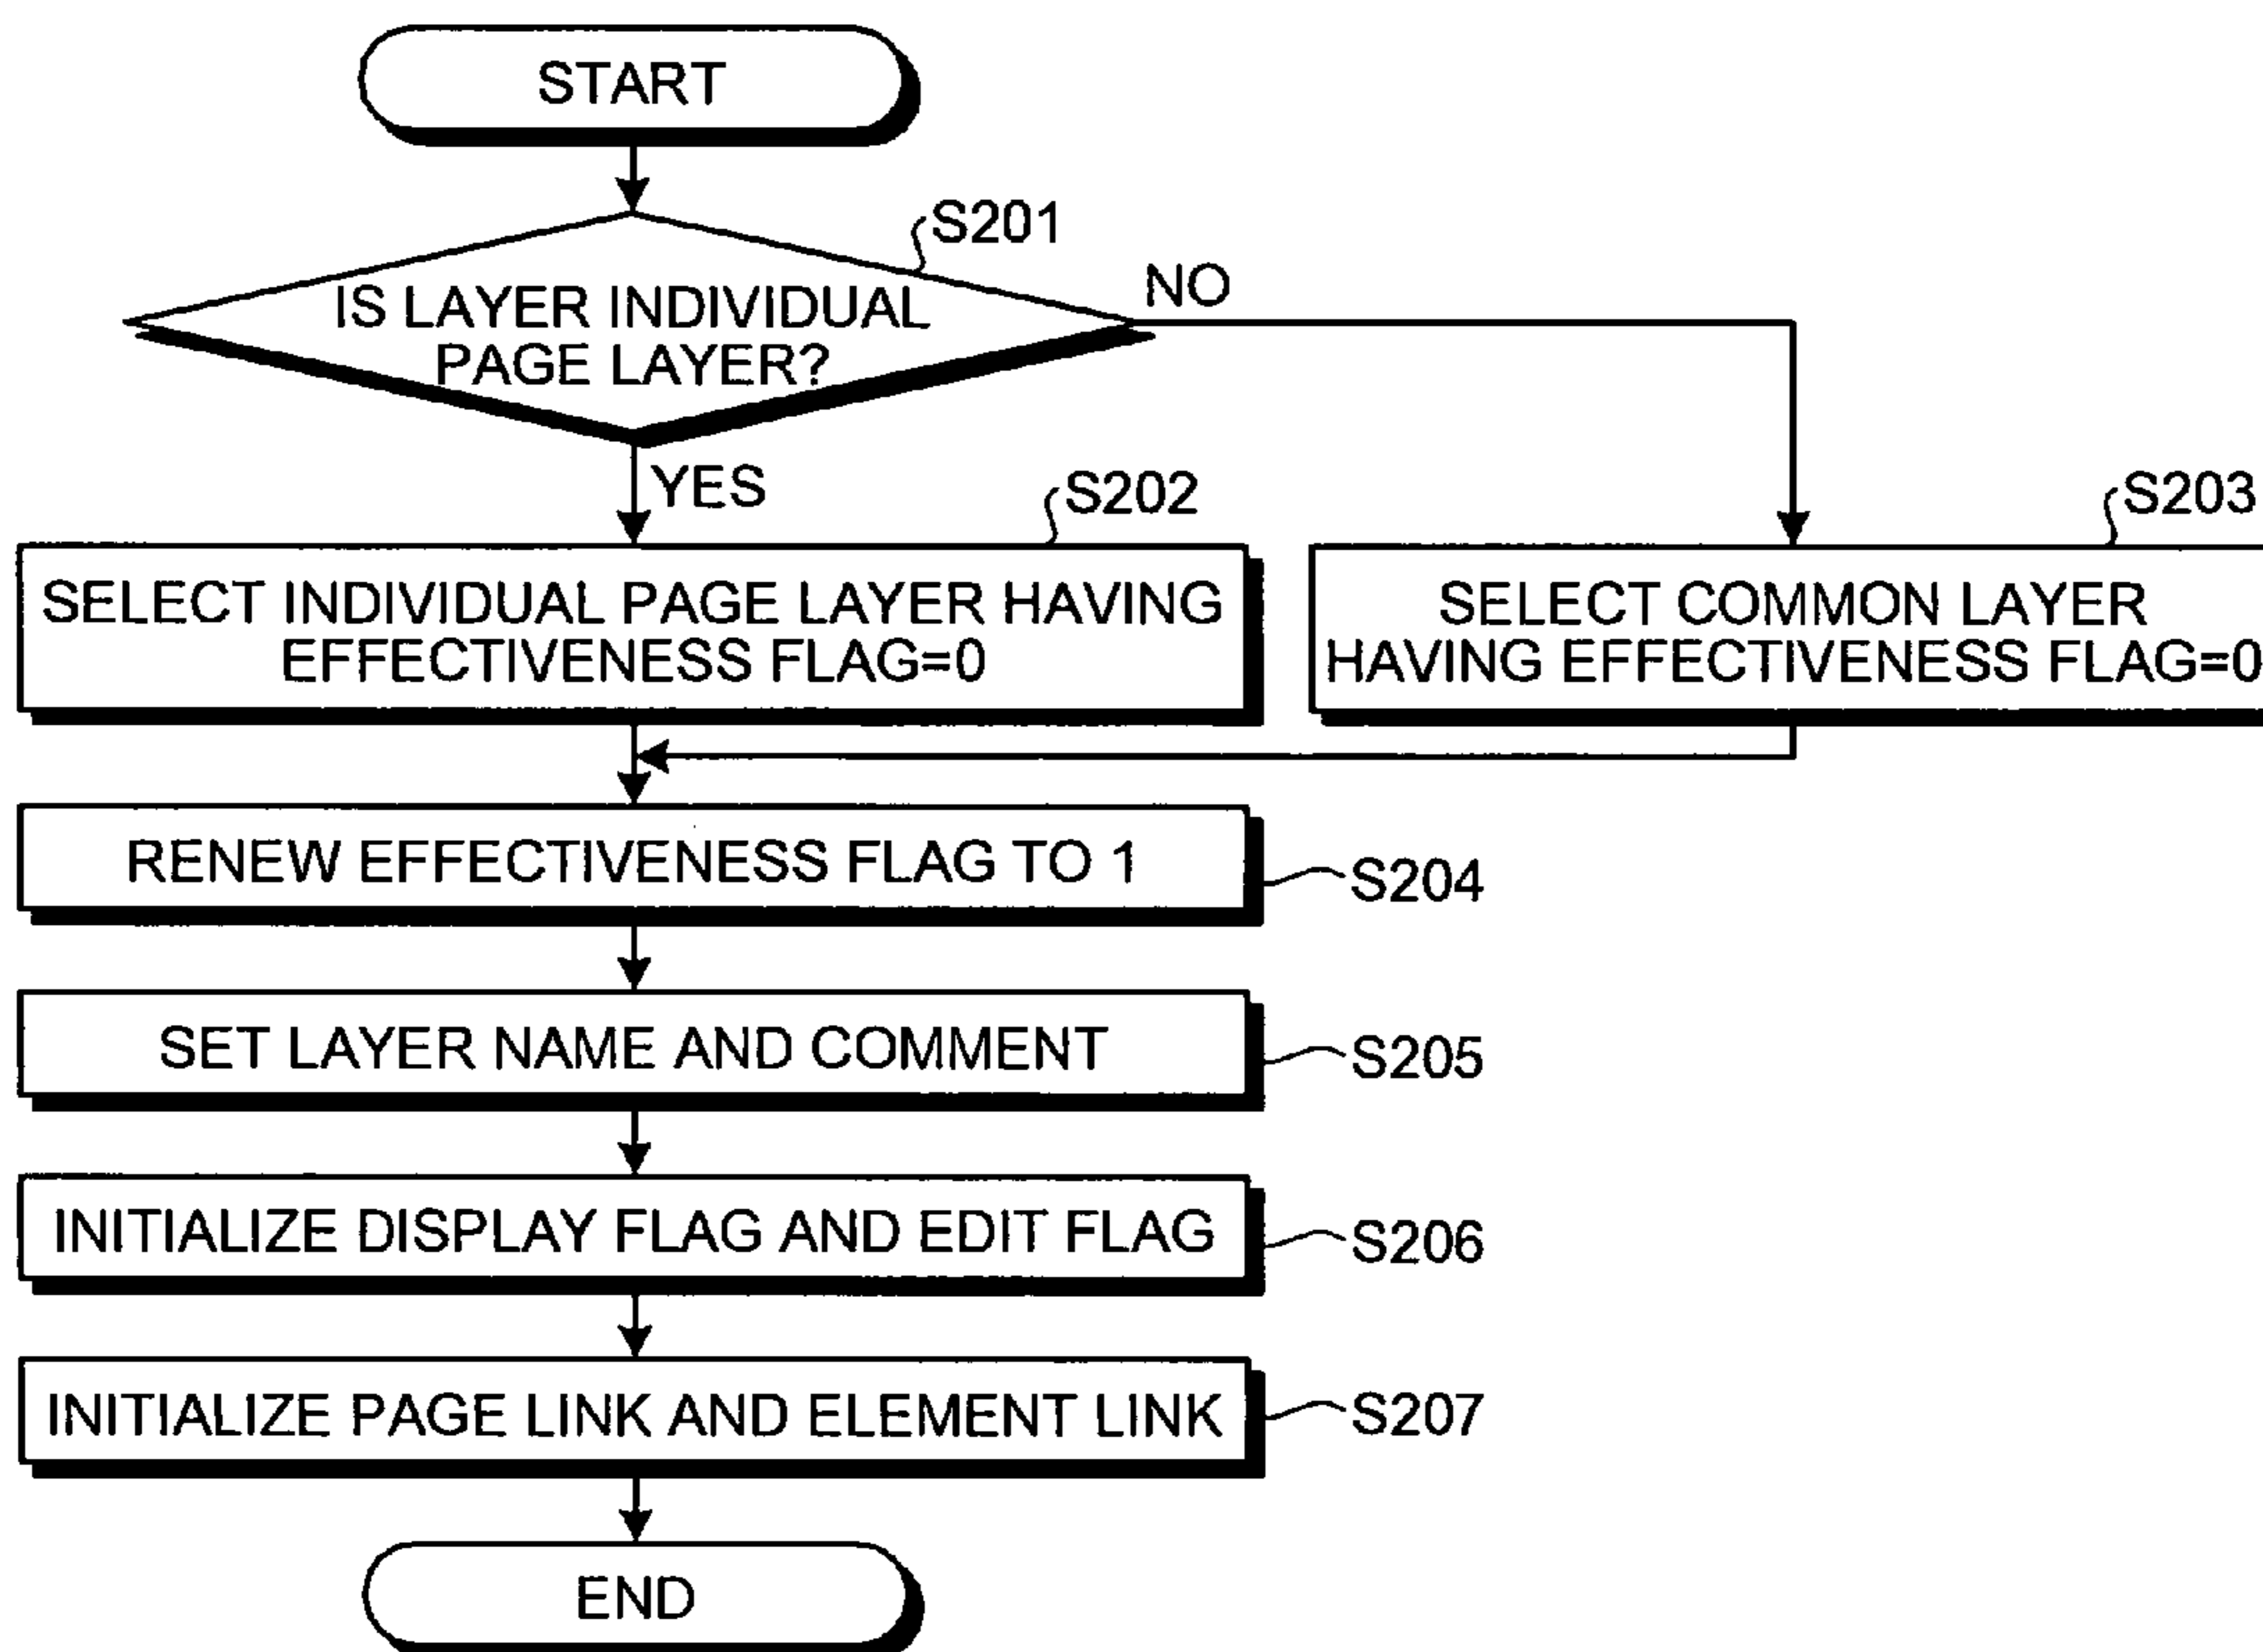 START
S201
IS LAYER INDIVIDUAL
PAGE LAYER?
NO
YES
S202
SELECT INDIVIDUAL PAGE LAYER HAVING
EFFECTIVENESS FLAG=0
S203
SELECT COMMON LAYER
HAVING EFFECTIVENESS FLAG=0
RENEW EFFECTIVENESS FLAG TO 1
S204
SET LAYER NAME AND COMMENT
S205
INITIALIZE DISPLAY FLAG AND EDIT FLAG
S206
INITIALIZE PAGE LINK AND ELEMENT LINK
S207
END